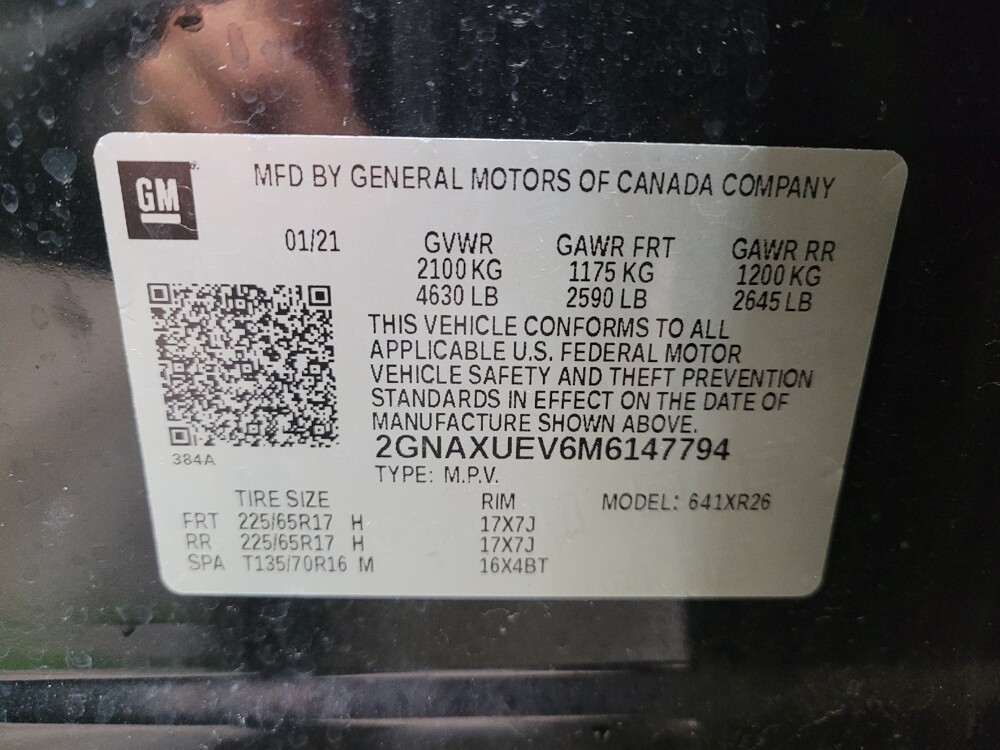 GM
MFD BY GENERAL MOTORS OF CANADA COMPANY
01/21 GVWR GAWR FRT GAWR RR
2100 KG 1175 KG 1200 KG
4630 LB 2590 LB 2645 LB
THIS VEHICLE CONFORMS TO ALL
APPLICABLE U.S. FEDERAL MOTOR
VEHICLE SAFETY AND THEFT PREVENTION
STANDARDS IN EFFECT ON THE DATE OF
MANUFACTURE SHOWN ABOVE.
2GNAXUEV6M6147794
384A
TYPE: M.P.V.
TIRE SIZE RIM MODEL: 641XR26
FRT 225/65R17 H 17X7J
RR 225/65R17 H 17X7J
SPA T135/70R16 M 16X4BT